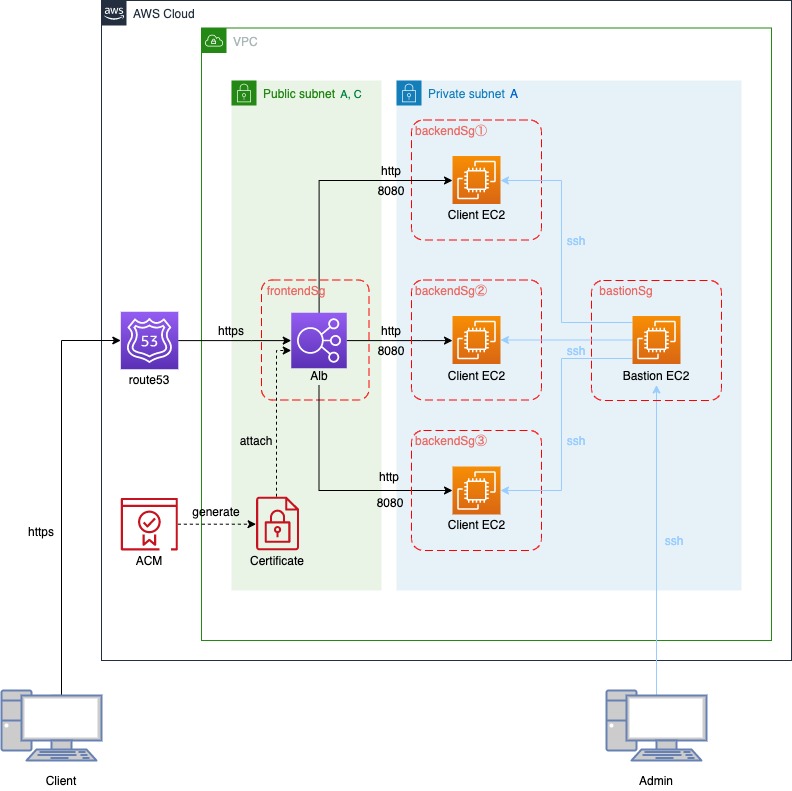 aws
AWS Cloud
VPC
Public subnet A, C
Private subnet A
backendSg①
http
8080
Client EC2
ssh
frontendSg
backendSg②
bastionSg
53
https
http
8080
ssh
route53
Alb
Client EC2
Bastion EC2
attach
backendSg③
ssh
http
8080
generate
Client EC2
https
ACM
Certificate
ssh
Client
Admin